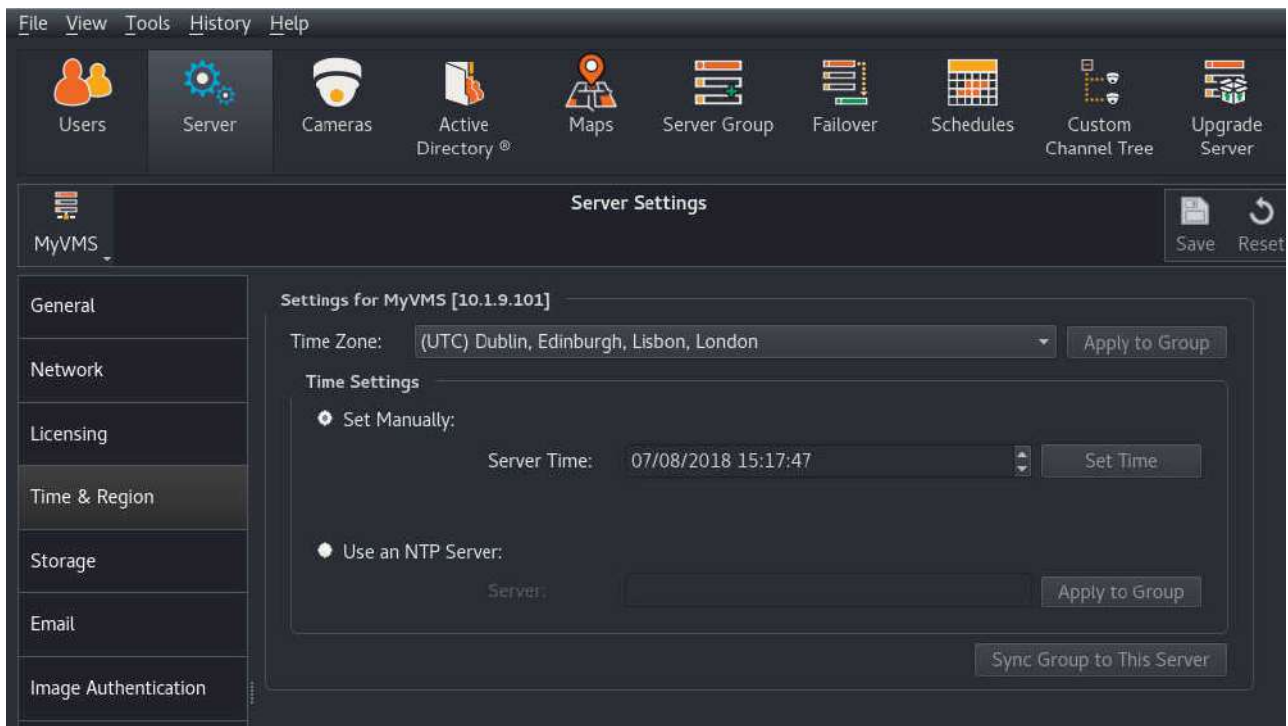 File View Tools History Help
Users
Server
Cameras
Active
Directory ®
Maps
Server Group
Failover
Schedules
Custom
Channel Tree
Upgrade
Server
MyVMS
Server Settings
Save
Reset
General
Network
Licensing
Time & Region
Storage
Email
Image Authentication
Settings for MyVMS [10.1.9.101]
Time Zone: (UTC) Dublin, Edinburgh, Lisbon, London Apply to Group
Time Settings
Set Manually:
Server Time: 07/08/2018 15:17:47 Set Time
Use an NTP Server:
Server: Apply to Group
Sync Group to This Server